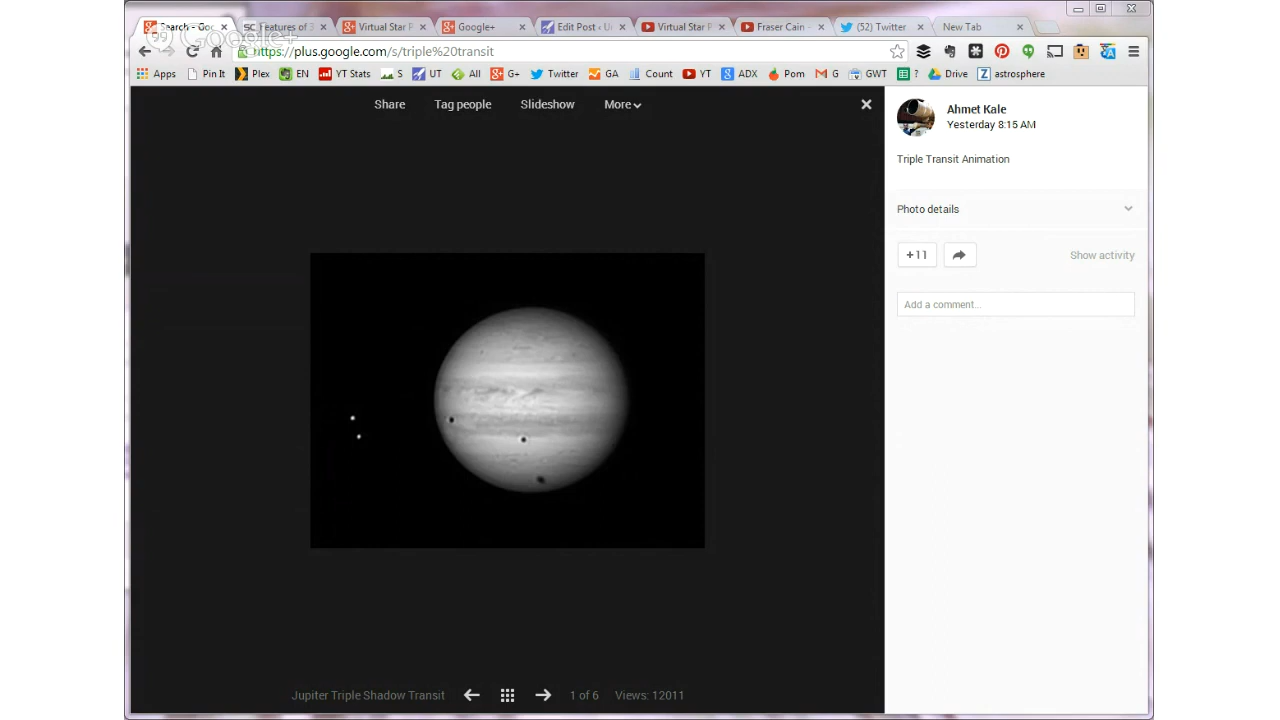 Search - Goo
Features of 3
Virtual Star P
Google+
Edit Post ‹ U
Virtual Star P
Fraser Cain -
(52) Twitter
New Tab
Google+
https://plus.google.com/s/triple%20transit
Apps Pin It Plex EN YT Stats S UT All G+ Twitter GA Count YT ADX Pom G GWT ? Drive Z astrosphere
Share Tag people Slideshow More
Ahmet Kale
Yesterday 8:15 AM
Triple Transit Animation
Photo details
+11
Show activity
Add a comment...
Jupiter Triple Shadow Transit
1 of 6
Views: 12011